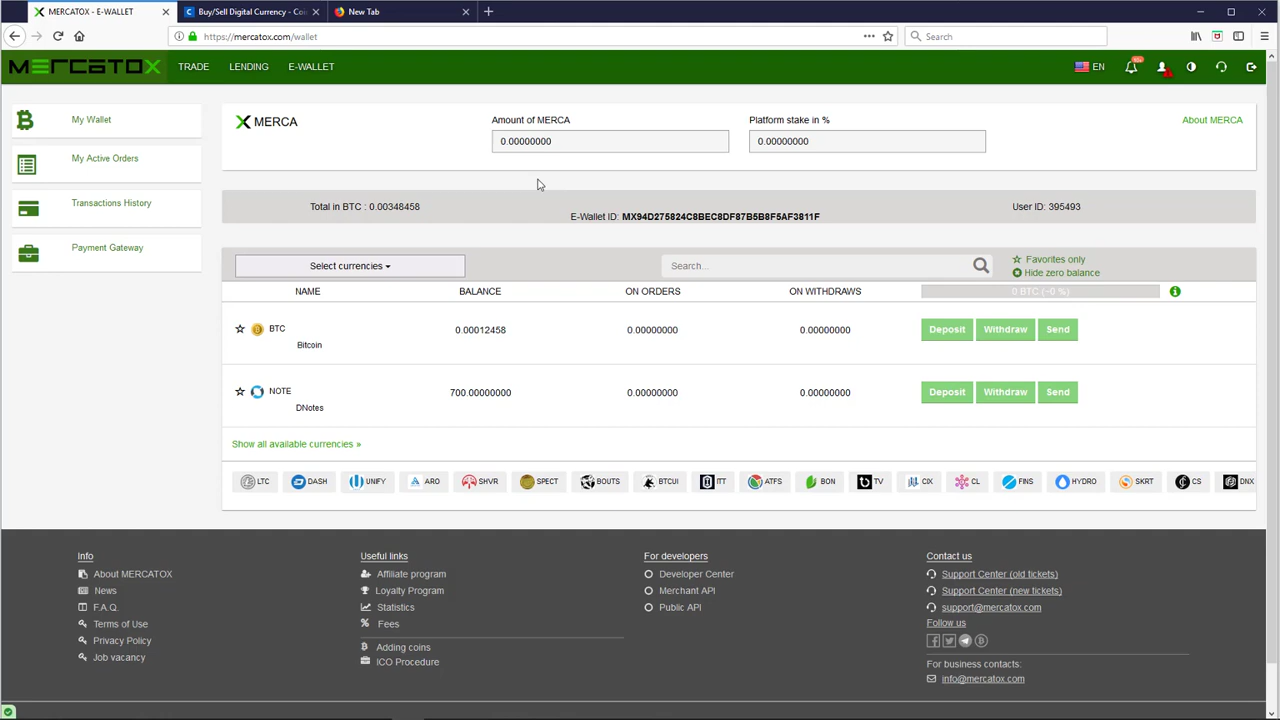 MERCATOX - E-WALLET
Buy/Sell Digital Currency - Coi
New Tab
https://mercatox.com/wallet
Search
MERCATOX
TRADE
LENDING
E-WALLET
EN
My Wallet
My Active Orders
Transactions History
Payment Gateway
MERCA
Amount of MERCA
0.00000000
Platform stake in %
0.00000000
About MERCA
Total in BTC : 0.00348458
E-Wallet ID: MX94D275824C8BEC8DF87B5B8F5AF3811F
User ID: 395493
Select currencies
Search...
Favorites only
Hide zero balance
NAME BALANCE ON ORDERS ON WITHDRAWS 0 BTC (~0 %)
BTC
Bitcoin
0.00012458 0.00000000 0.00000000 Deposit Withdraw Send
NOTE
DNotes
700.00000000 0.00000000 0.00000000 Deposit Withdraw Send
Show all available currencies »
LTC DASH UNIFY ARO SHVR SPECT BOUTS BTCUI ITT ATFS BON TV CIX CL FINS HYDRO SKRT CS DNX
Info
About MERCATOX
News
F.A.Q.
Terms of Use
Privacy Policy
Job vacancy
Useful links
Affiliate program
Loyalty Program
Statistics
Fees
Adding coins
ICO Procedure
For developers
Developer Center
Merchant API
Public API
Contact us
Support Center (old tickets)
Support Center (new tickets)
support@mercatox.com
Follow us
For business contacts:
info@mercatox.com